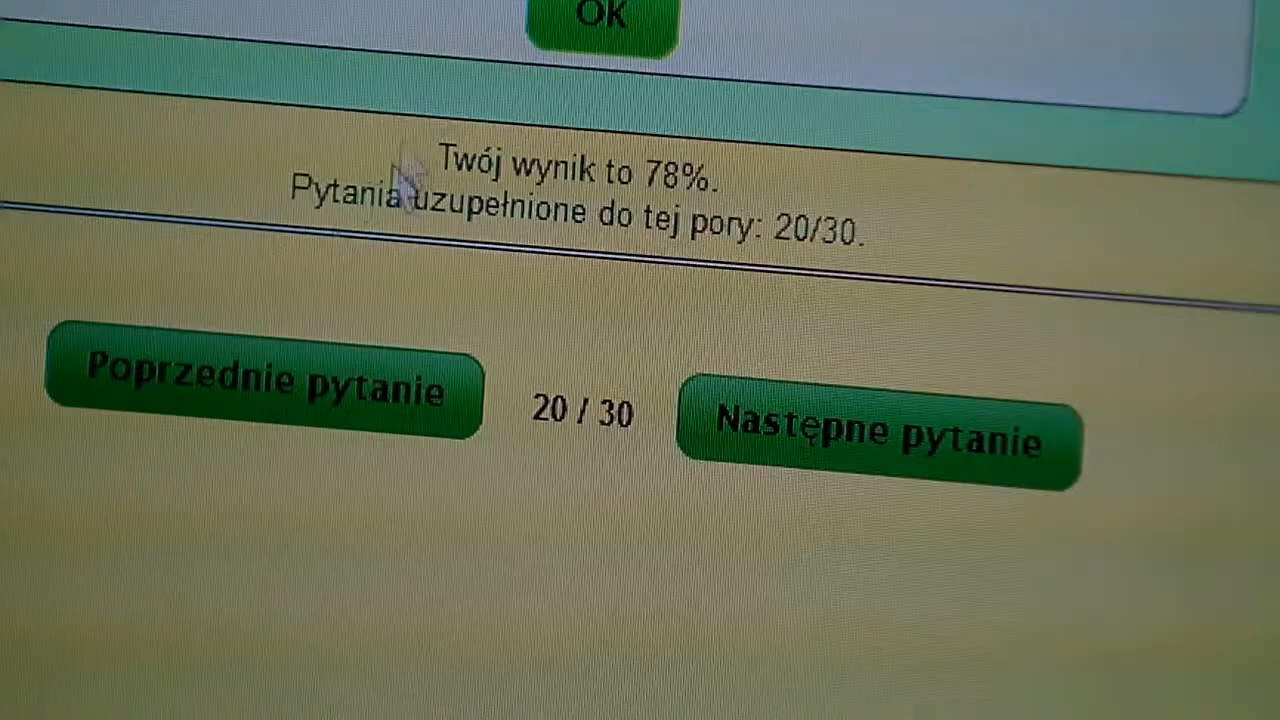 OK
Twój wynik to 78%.
Pytania uzupełnione do tej pory: 20/30.
Poprzednie pytanie
20 / 30
Następne pytanie